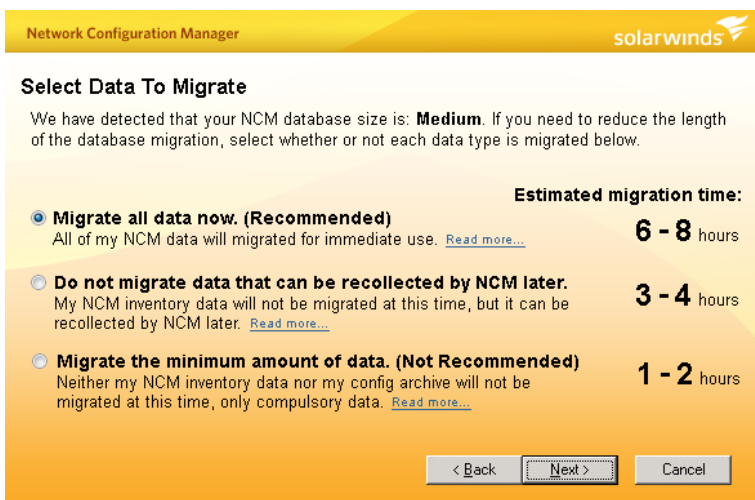 Network Configuration Manager
solarwinds
Select Data To Migrate
We have detected that your NCM database size is: Medium. If you need to reduce the length
of the database migration, select whether or not each data type is migrated below.
Estimated migration time:
Migrate all data now. (Recommended)
All of my NCM data will migrated for immediate use. Read more...
6 - 8 hours
Do not migrate data that can be recollected by NCM later.
My NCM inventory data will not be migrated at this time, but it can be
recollected by NCM later. Read more...
3 - 4 hours
Migrate the minimum amount of data. (Not Recommended)
Neither my NCM inventory data nor my config archive will not be
migrated at this time, only compulsory data. Read more...
1 - 2 hours
< Back
Next >
Cancel